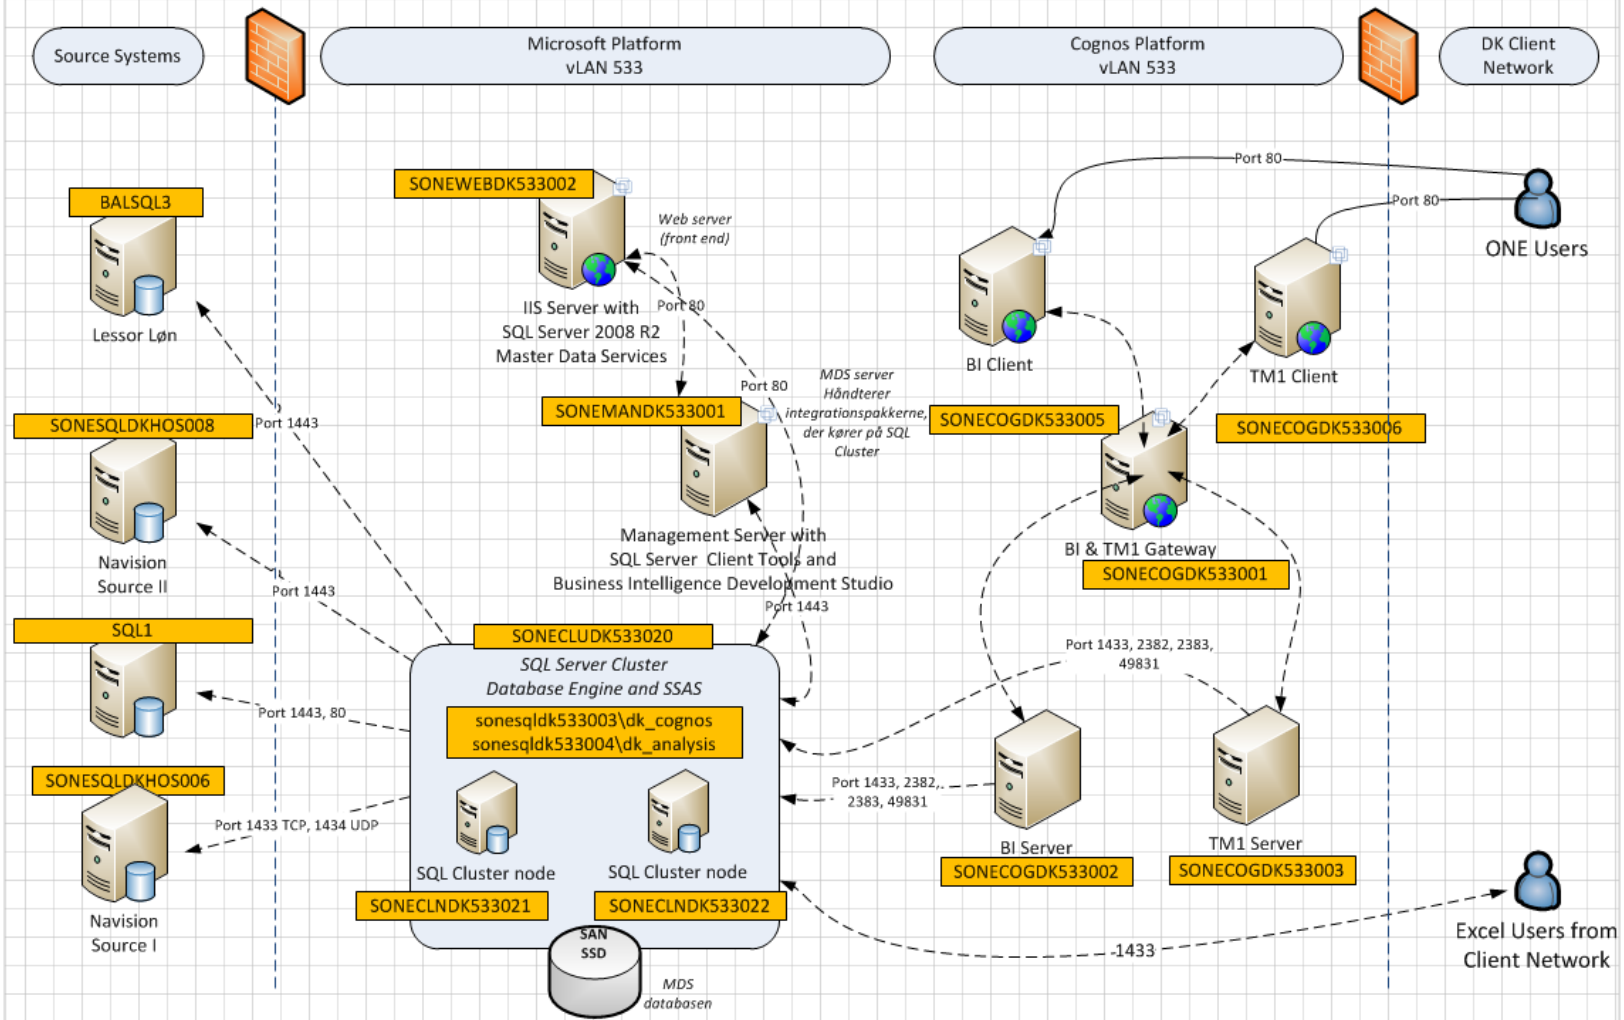 Source Systems
Microsoft Platform
vLAN 533
Cognos Platform
vLAN 533
DK Client
Network
BALSQL3
Lessor Løn
SONESQLDKHOS008
Navision
Source II
SQL1
SONESQLDKHOS006
Navision
Source I
Port 1443
Port 1443
Port 1443, 80
Port 1433 TCP, 1434 UDP
SONEWEBDK533002
Web server
(front end)
IIS Server with
SQL Server 2008 R2
Master Data Services
Port 80
Port 80
SONEMANDK533001
MDS server
Håndterer
integrationspakkerne,
der kører på SQL
Cluster
Management Server with
SQL Server Client Tools and
Business Intelligence Development Studio
Port 1443
SONECLUDK533020
SQL Server Cluster
Database Engine and SSAS
sonesqldk533003\dk_cognos
sonesqldk533004\dk_analysis
SQL Cluster node
SQL Cluster node
SONECLNDK533021
SONECLNDK533022
SAN
SSD
MDS
databasen
Port 80
Port 80
ONE Users
BI Client
TM1 Client
SONECOGDK533005
SONECOGDK533006
BI & TM1 Gateway
SONECOGDK533001
Port 1433, 2382, 2383,
49831
Port 1433, 2382,
2383, 49831
BI Server
SONECOGDK533002
TM1 Server
SONECOGDK533003
1433
Excel Users from
Client Network